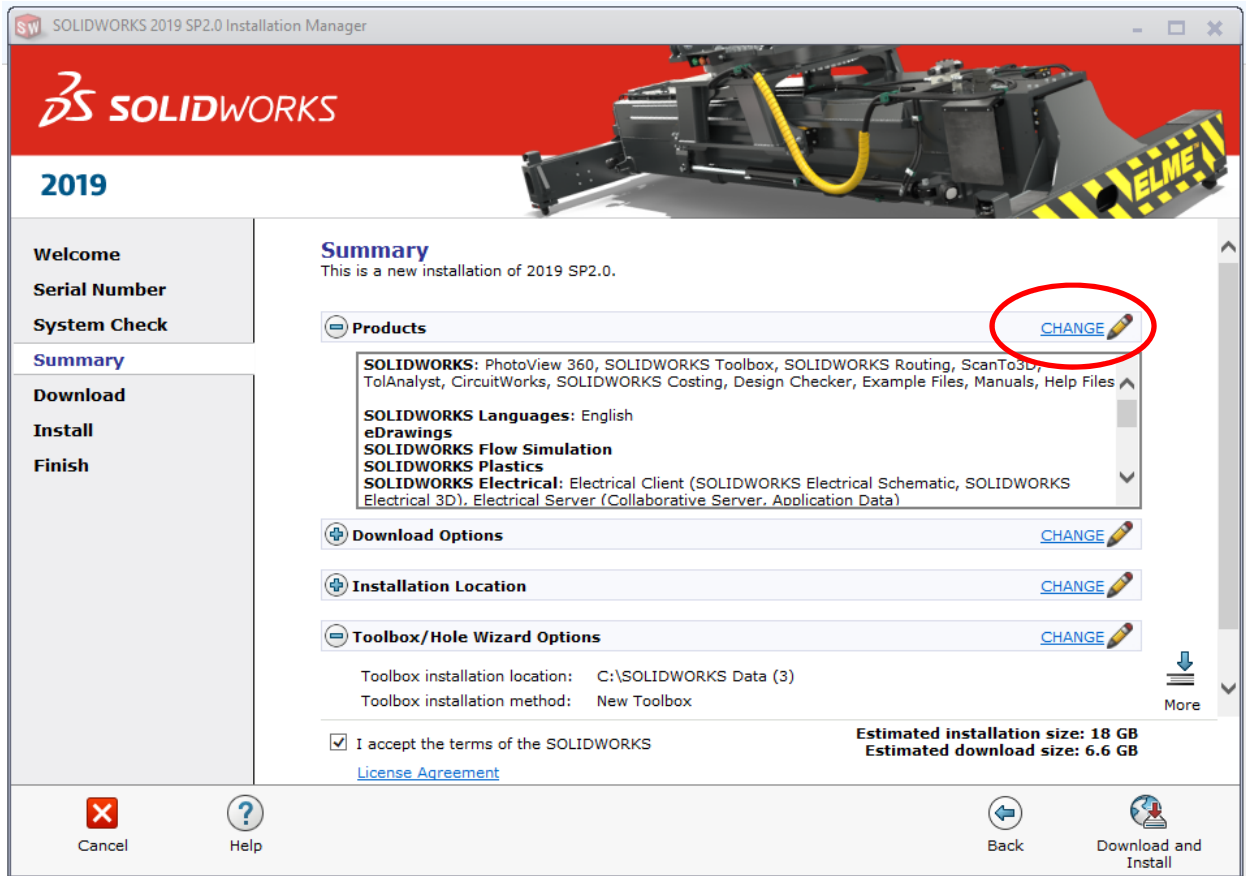 SOLIDWORKS 2019 SP2.0 Installation Manager
SOLIDWORKS
2019
ELME
Welcome
Serial Number
System Check
Summary
Download
Install
Finish
Summary
This is a new installation of 2019 SP2.0.
Products CHANGE
SOLIDWORKS: PhotoView 360, SOLIDWORKS Toolbox, SOLIDWORKS Routing, ScanTo3D,
TolAnalyst, CircuitWorks, SOLIDWORKS Costing, Design Checker, Example Files, Manuals, Help Files
SOLIDWORKS Languages: English
eDrawings
SOLIDWORKS Flow Simulation
SOLIDWORKS Plastics
SOLIDWORKS Electrical: Electrical Client (SOLIDWORKS Electrical Schematic, SOLIDWORKS
Electrical 3D), Electrical Server (Collaborative Server, Application Data)
Download Options CHANGE
Installation Location CHANGE
Toolbox/Hole Wizard Options CHANGE
Toolbox installation location: C:\SOLIDWORKS Data (3)
Toolbox installation method: New Toolbox
More
I accept the terms of the SOLIDWORKS
License Agreement
Estimated installation size: 18 GB
Estimated download size: 6.6 GB
Cancel
Help
Back
Download and
Install